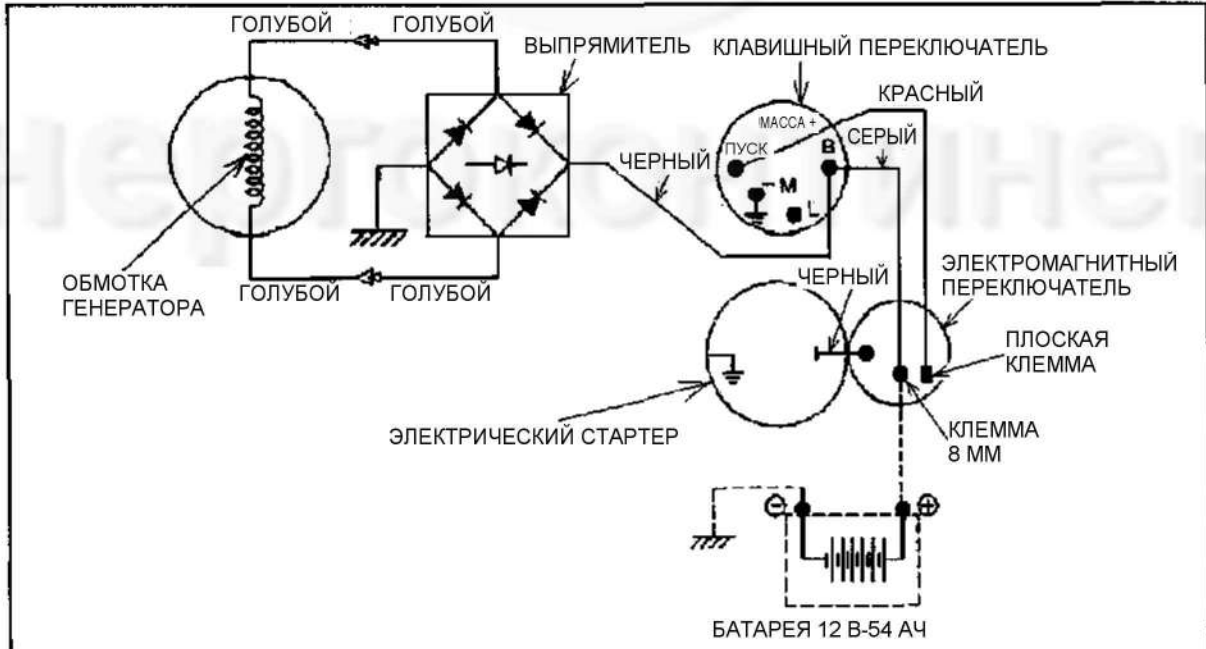 ГОЛУБОЙ ГОЛУБОЙ
ВЫПРЯМИТЕЛЬ
КЛАВИШНЫЙ ПЕРЕКЛЮЧАТЕЛЬ
КРАСНЫЙ
МАССА +
ПУСК
B
СЕРЫЙ
ЧЕРНЫЙ
M
L
ОБМОТКА
ГЕНЕРАТОРА
ГОЛУБОЙ ГОЛУБОЙ
ЧЕРНЫЙ
ЭЛЕКТРОМАГНИТНЫЙ
ПЕРЕКЛЮЧАТЕЛЬ
ПЛОСКАЯ
КЛЕММА
ЭЛЕКТРИЧЕСКИЙ СТАРТЕР
КЛЕММА
8 ММ
БАТАРЕЯ 12 В-54 АЧ